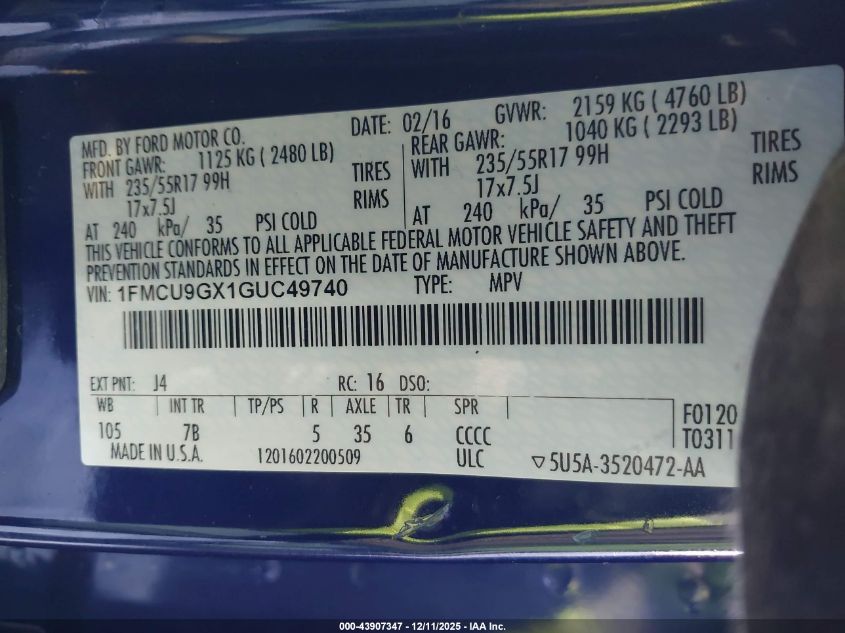 MFD. BY FORD MOTOR CO. DATE: 02/16 GVWR: 2159 KG ( 4760 LB)
FRONT GAWR: 1125 KG ( 2480 LB) REAR GAWR: 1040 KG ( 2293 LB)
WITH 235/55R17 99H TIRES WITH 235/55R17 99H TIRES
17x7.5J RIMS 17x7.5J RIMS
AT 240 kPa/ 35 PSI COLD AT 240 kPa/ 35 PSI COLD
THIS VEHICLE CONFORMS TO ALL APPLICABLE FEDERAL MOTOR VEHICLE SAFETY AND THEFT
PREVENTION STANDARDS IN EFFECT ON THE DATE OF MANUFACTURE SHOWN ABOVE.
VIN: 1FMCU9GX1GUC49740 TYPE: MPV
EXT PNT: J4 RC: 16 DSO:
WB INT TR TP/PS R AXLE TR SPR F0120
105 7B 5 35 6 CCCC T0311
MADE IN U.S.A. 1201602200509 ULC ▽5U5A-3520472-AA
000-43907347 - 12/11/2025 - IAA Inc.